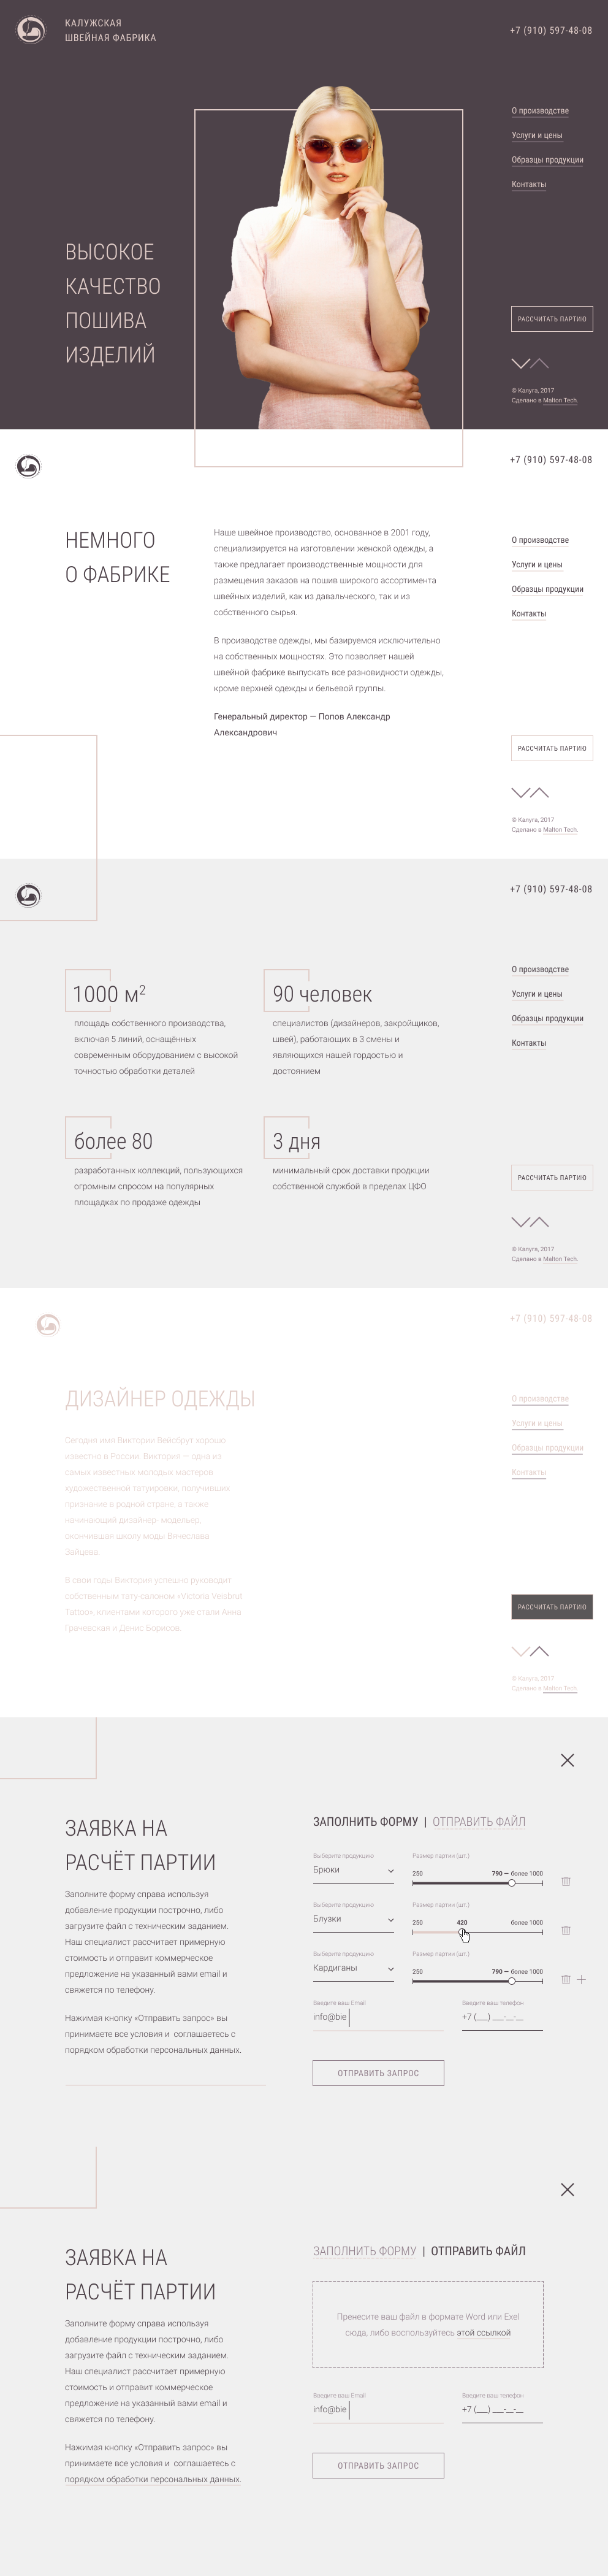 КАЛУЖСКАЯ
ШВЕЙНАЯ ФАБРИКА
+7 (910) 597-48-08
О производстве
Услуги и цены
Образцы продукции
Контакты
ВЫСОКОЕ
КАЧЕСТВО
ПОШИВА
ИЗДЕЛИЙ
РАССЧИТАТЬ ПАРТИЮ
© Калуга, 2017
Сделано в Malton Tech.
+7 (910) 597-48-08
НЕМНОГО
О ФАБРИКЕ
Наше швейное производство, основанное в 2001 году,
специализируется на изготовлении женской одежды, а
также предлагает производственные мощности для
размещения заказов на пошив широкого ассортимента
швейных изделий, как из давальческого, так и из
собственного сырья.
В производстве одежды, мы базируемся исключительно
на собственных мощностях. Это позволяет нашей
швейной фабрике выпускать все разновидности одежды,
кроме верхней одежды и бельевой группы.
Генеральный директор — Попов Александр
Александрович
О производстве
Услуги и цены
Образцы продукции
Контакты
РАССЧИТАТЬ ПАРТИЮ
© Калуга, 2017
Сделано в Malton Tech.
+7 (910) 597-48-08
1000 м²
площадь собственного производства,
включая 5 линий, оснащённых
современным оборудованием с высокой
точностью обработки деталей
90 человек
специалистов (дизайнеров, закройщиков,
швей), работающих в 3 смены и
являющихся нашей гордостью и
достоянием
более 80
разработанных коллекций, пользующихся
огромным спросом на популярных
площадках по продаже одежды
3 дня
минимальный срок доставки продкции
собственной службой в пределах ЦФО
О производстве
Услуги и цены
Образцы продукции
Контакты
РАССЧИТАТЬ ПАРТИЮ
© Калуга, 2017
Сделано в Malton Tech.
+7 (910) 597-48-08
ДИЗАЙНЕР ОДЕЖДЫ
Сегодня имя Виктории Вейсбрут хорошо
известно в России. Виктория — одна из
самых известных молодых мастеров
художественной татуировки, получивших
признание в родной стране, а также
начинающий дизайнер- модельер,
окончившая школу моды Вячеслава
Зайцева.
В свои годы Виктория успешно руководит
собственным тату-салоном «Victoria Veisbrut
Tattoo», клиентами которого уже стали Анна
Грачевская и Денис Борисов.
О производстве
Услуги и цены
Образцы продукции
Контакты
РАССЧИТАТЬ ПАРТИЮ
© Калуга, 2017
Сделано в Malton Tech.
ЗАЯВКА НА
РАСЧЁТ ПАРТИИ
Заполните форму справа используя
добавление продукции построчно, либо
загрузите файл с техническим заданием.
Наш специалист рассчитает примерную
стоимость и отправит коммерческое
предложение на указанный вами email и
свяжется по телефону.
Нажимая кнопку «Отправить запрос» вы
принимаете все условия и соглашаетесь с
порядком обработки персональных данных.
ЗАПОЛНИТЬ ФОРМУ | ОТПРАВИТЬ ФАЙЛ
Выберите продукцию
Брюки
Размер партии (шт.)
250 790 — более 1000
Выберите продукцию
Блузки
Размер партии (шт.)
250 420 более 1000
Выберите продукцию
Кардиганы
Размер партии (шт.)
250 790 — более 1000
Введите ваш Email
info@bie
Введите ваш телефон
+7 (___) ___-__-__
ОТПРАВИТЬ ЗАПРОС
ЗАЯВКА НА
РАСЧЁТ ПАРТИИ
Заполните форму справа используя
добавление продукции построчно, либо
загрузите файл с техническим заданием.
Наш специалист рассчитает примерную
стоимость и отправит коммерческое
предложение на указанный вами email и
свяжется по телефону.
Нажимая кнопку «Отправить запрос» вы
принимаете все условия и соглашаетесь с
порядком обработки персональных данных.
ЗАПОЛНИТЬ ФОРМУ | ОТПРАВИТЬ ФАЙЛ
Пренесите ваш файл в формате Word или Exel
сюда, либо воспользуйтесь этой ссылкой
Введите ваш Email
info@bie
Введите ваш телефон
+7 (___) ___-__-__
ОТПРАВИТЬ ЗАПРОС